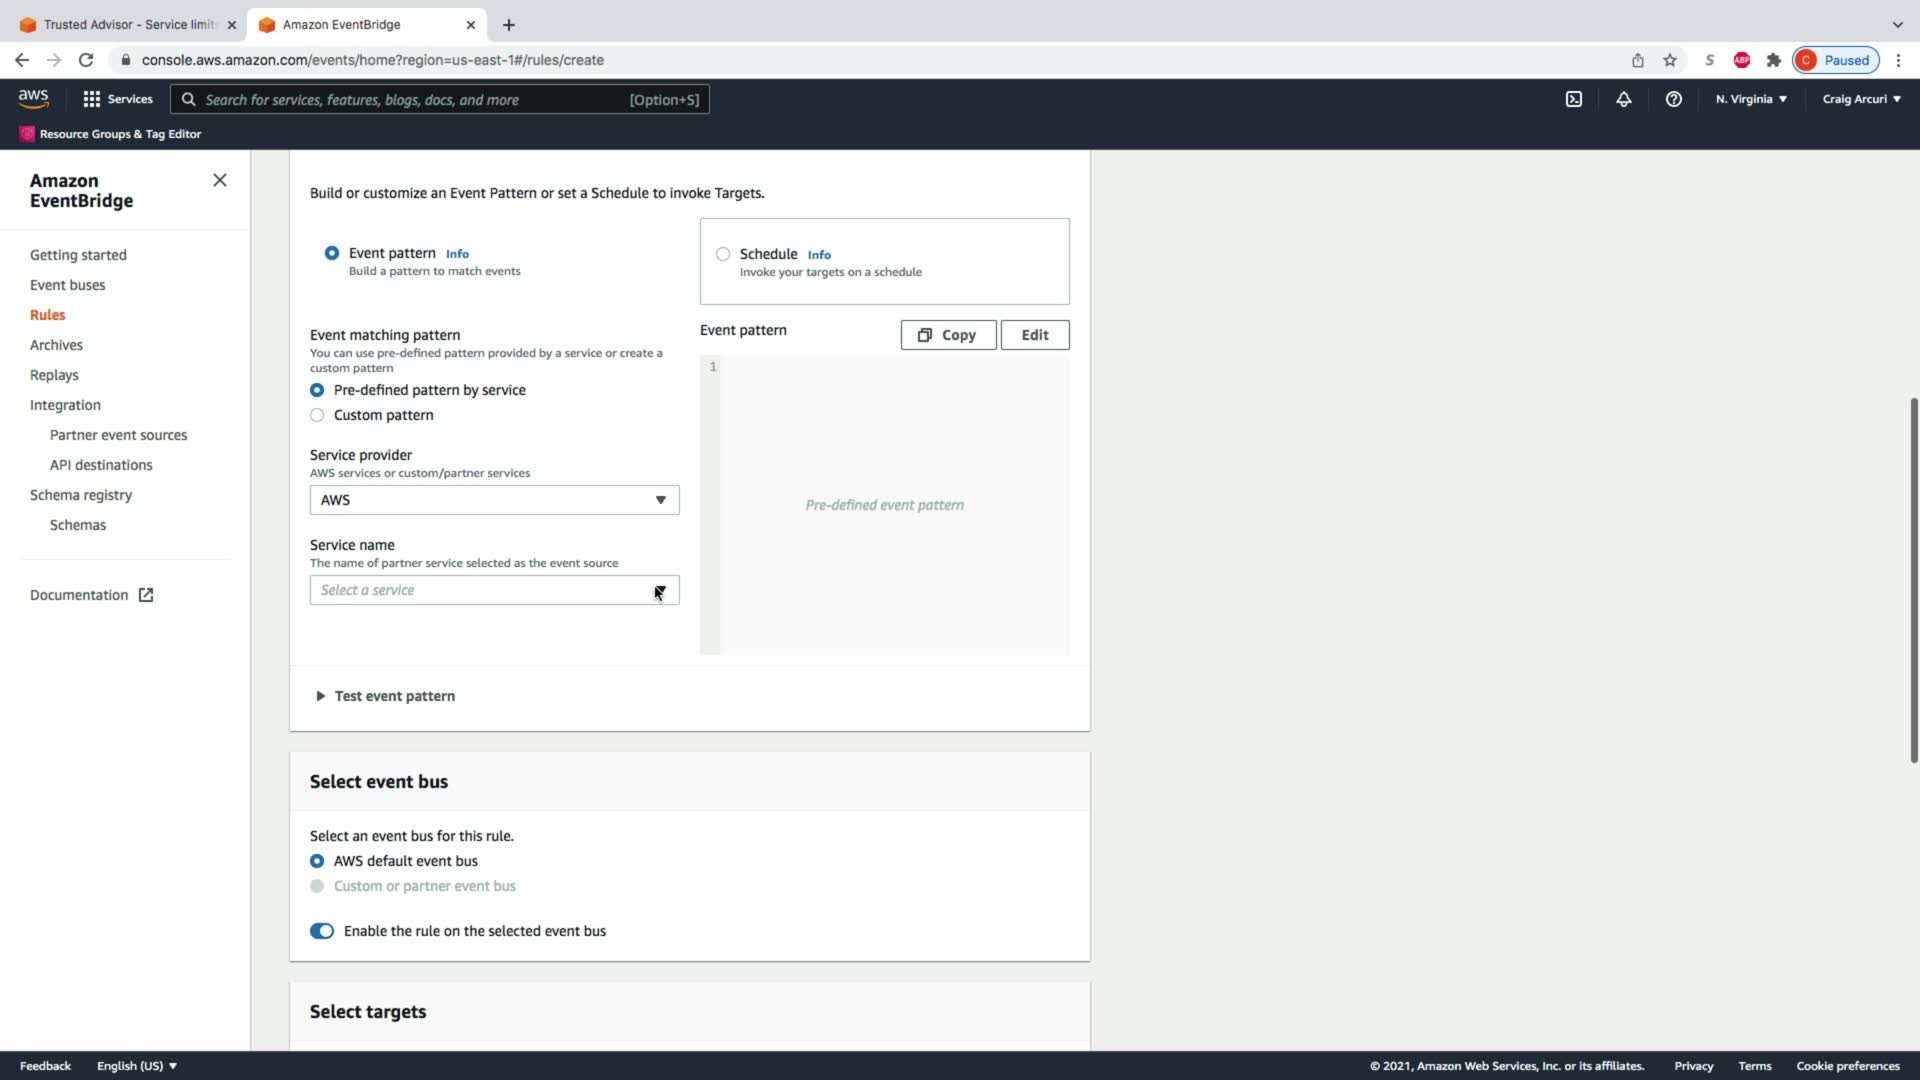 Trusted Advisor - Service limit
Amazon EventBridge
console.aws.amazon.com/events/home?region=us-east-1#/rules/create
S
ABP
C
Paused
aws
Services
Search for services, features, blogs, docs, and more
[Option+S]
N. Virginia
Craig Arcuri
Resource Groups & Tag Editor
Amazon
EventBridge
Getting started
Event buses
Rules
Archives
Replays
Integration
Partner event sources
API destinations
Schema registry
Schemas
Documentation
Build or customize an Event Pattern or set a Schedule to invoke Targets.
Event pattern Info
Build a pattern to match events
Schedule Info
Invoke your targets on a schedule
Event matching pattern
You can use pre-defined pattern provided by a service or create a
custom pattern
Pre-defined pattern by service
Custom pattern
Service provider
AWS services or custom/partner services
AWS
Service name
The name of partner service selected as the event source
Select a service
Event pattern
Copy
Edit
1
Pre-defined event pattern
Test event pattern
Select event bus
Select an event bus for this rule.
AWS default event bus
Custom or partner event bus
Enable the rule on the selected event bus
Select targets
Feedback
English (US)
© 2021, Amazon Web Services, Inc. or its affiliates.
Privacy
Terms
Cookie preferences